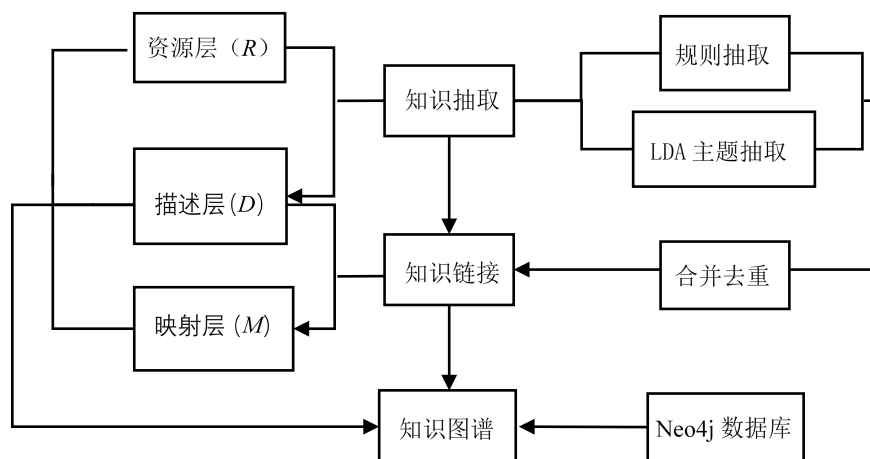 资源层（R）
规则抽取
知识抽取
LDA 主题抽取
描述层(D)
知识链接
合并去重
映射层 (M)
知识图谱
Neo4j 数据库